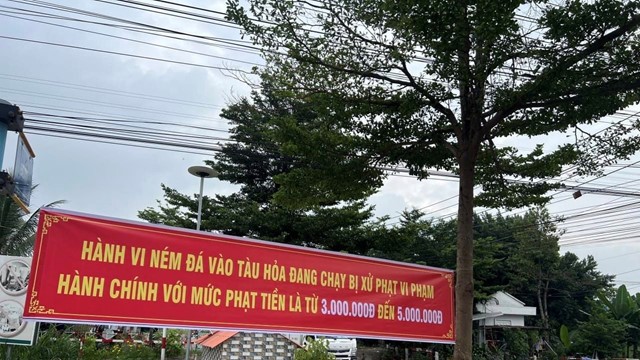 HÀNH VI NÉM ĐÁ VÀO TÀU HỎA ĐANG CHẠY BỊ XỬ PHẠT VI PHẠM
HÀNH CHÍNH VỚI MỨC PHẠT TIỀN LÀ TỪ 3.000.000Đ ĐẾN 5.000.000Đ